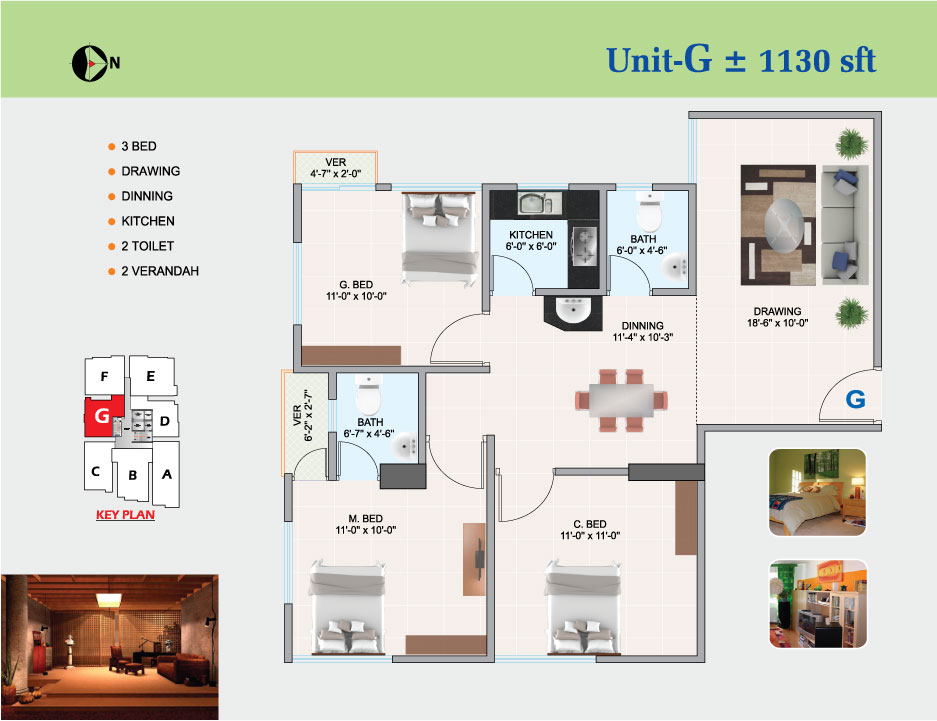 N
Unit-G ± 1130 sft
3 BED
DRAWING
DINNING
KITCHEN
2 TOILET
2 VERANDAH
VER
4'-7" x 2'-0"
G. BED
11'-0" x 10'-0"
KITCHEN
6'-0" x 6'-0"
BATH
6'-0" x 4'-6"
DINNING
11'-4" x 10'-3"
DRAWING
18'-6" x 10'-0"
G
VER
6'-2" x 2'-7"
BATH
6'-7" x 4'-6"
M. BED
11'-0" x 10'-0"
C. BED
11'-0" x 11'-0"
F
E
G
D
C
B
A
KEY PLAN